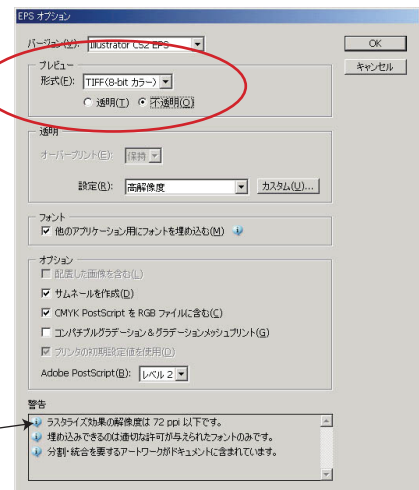 EPS オプション
バージョン(V): Illustrator CS2 EPS
OK
プレビュー
キャンセル
形式(F): TIFF(8-bit カラー)
透明(T) 不透明(O)
透明
オーバープリント(E): 保持
設定(R): 高解像度 カスタム(U)...
フォント
他のアプリケーション用にフォントを埋め込む(M)
オプション
配置した画像を含む(L)
サムネールを作成(D)
CMYK PostScript を RGB ファイルに含む(C)
コンパチブルグラデーション＆グラデーションメッシュプリント(G)
プリンタの初期設定値を使用(D)
Adobe PostScript(B): レベル 2
警告
ラスタライズ効果の解像度は 72 ppi 以下です。
埋め込みできるのは適切な許可が与えられたフォントのみです。
分割・統合を要するアートワークがドキュメントに含まれています。